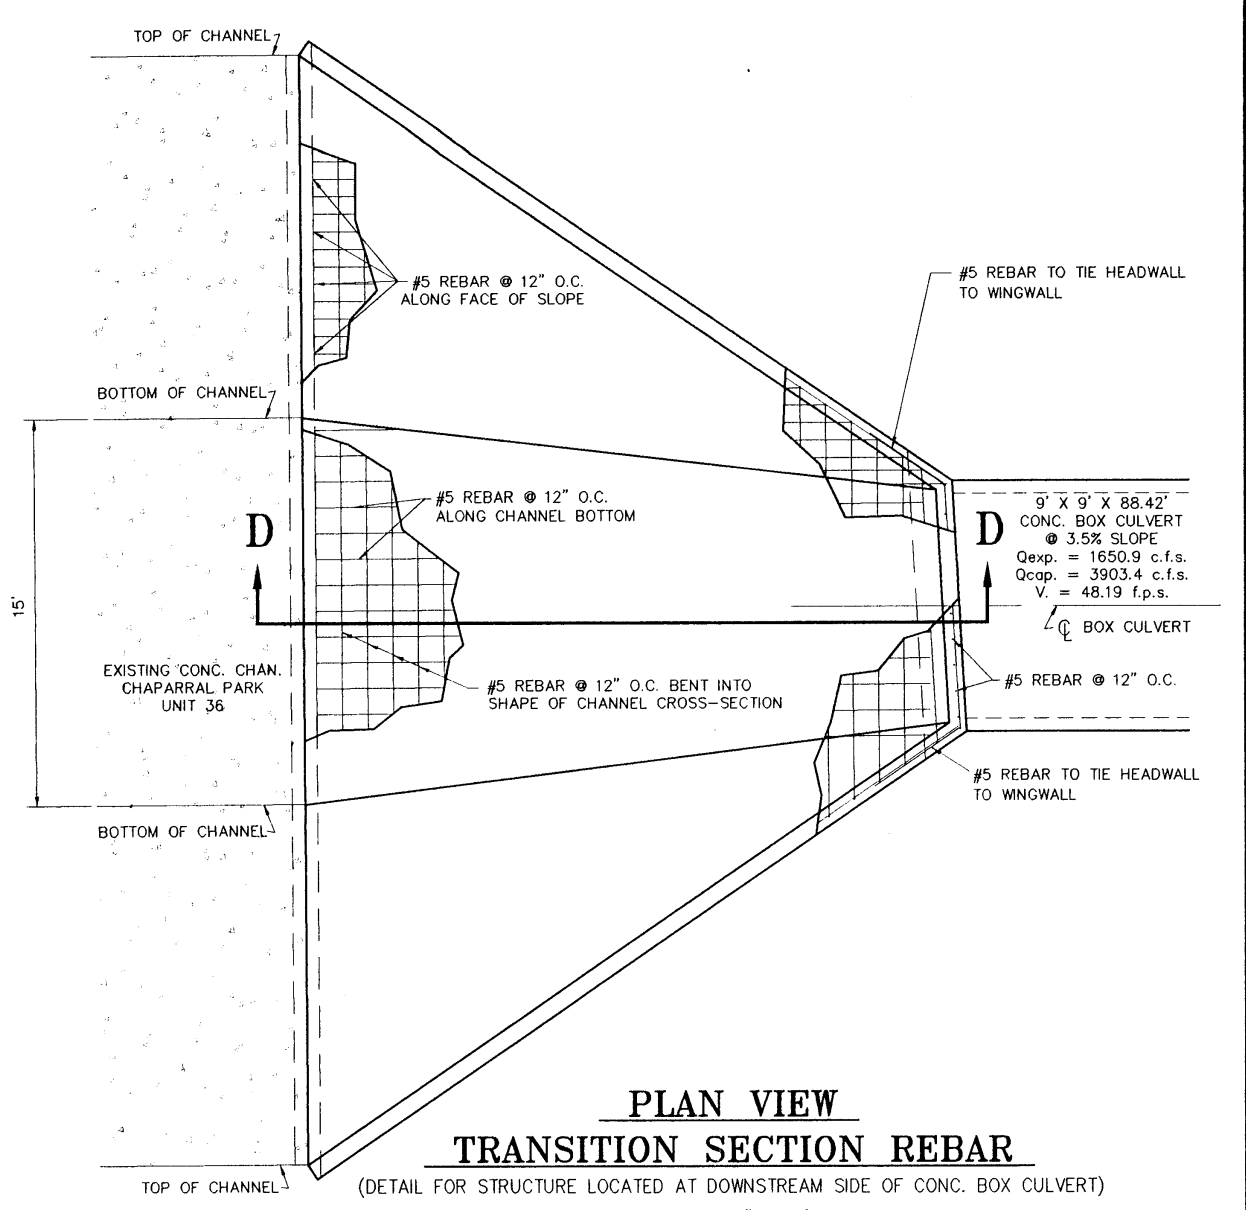 TOP OF CHANNEL
#5 REBAR @ 12" O.C.
ALONG FACE OF SLOPE
#5 REBAR TO TIE HEADWALL
TO WINGWALL
BOTTOM OF CHANNEL
#5 REBAR @ 12" O.C.
ALONG CHANNEL BOTTOM
D
D
9' X 9' X 88.42'
CONC. BOX CULVERT
@ 3.5% SLOPE
Qexp. = 1650.9 c.f.s.
Qcap. = 3903.4 c.f.s.
V. = 48.19 f.p.s.
15'
℄ BOX CULVERT
EXISTING CONC. CHAN.
CHAPARRAL PARK
UNIT 36
#5 REBAR @ 12" O.C. BENT INTO
SHAPE OF CHANNEL CROSS-SECTION
#5 REBAR @ 12" O.C.
#5 REBAR TO TIE HEADWALL
TO WINGWALL
BOTTOM OF CHANNEL
PLAN VIEW
TRANSITION SECTION REBAR
(DETAIL FOR STRUCTURE LOCATED AT DOWNSTREAM SIDE OF CONC. BOX CULVERT)
TOP OF CHANNEL